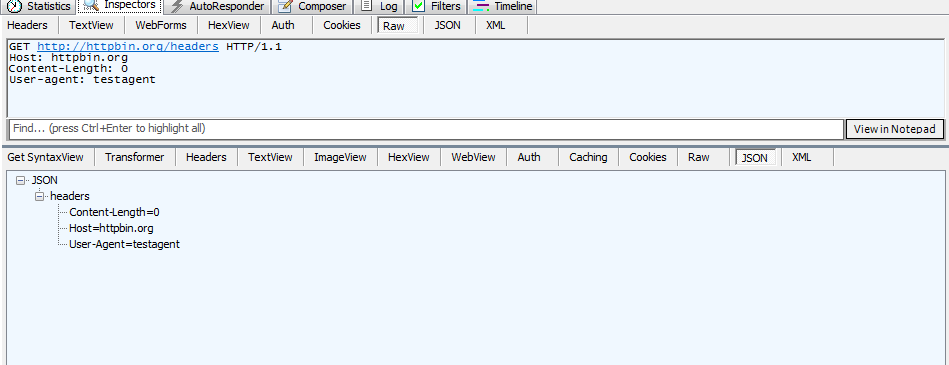 Statistics Inspectors AutoResponder Composer Log Filters Timeline
Headers TextView WebForms HexView Auth Cookies Raw JSON XML
GET http://httpbin.org/headers HTTP/1.1
Host: httpbin.org
Content-Length: 0
User-agent: testagent
Find... (press Ctrl+Enter to highlight all) View in Notepad
Get SyntaxView Transformer Headers TextView ImageView HexView WebView Auth Caching Cookies Raw JSON XML
JSON
headers
Content-Length=0
Host=httpbin.org
User-Agent=testagent